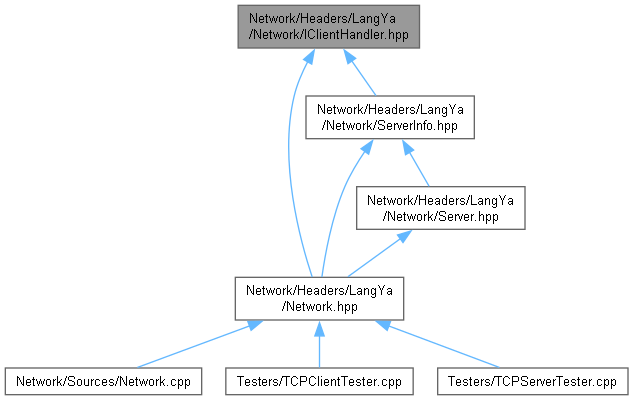 Network/Headers/LangYa
/Network/IClientHandler.hpp
Network/Headers/LangYa
/Network/ServerInfo.hpp
Network/Headers/LangYa
/Network/Server.hpp
Network/Headers/LangYa
/Network.hpp
Network/Sources/Network.cpp
Testers/TCPClientTester.cpp
Testers/TCPServerTester.cpp